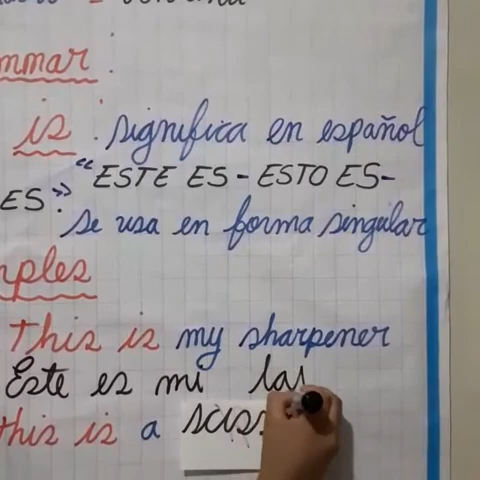 mmar :
is : significa en español
"ESTE ES - ESTO ES -
ES".
se usa en forma singular
mples
This is my sharpener
Este es mi
this is a